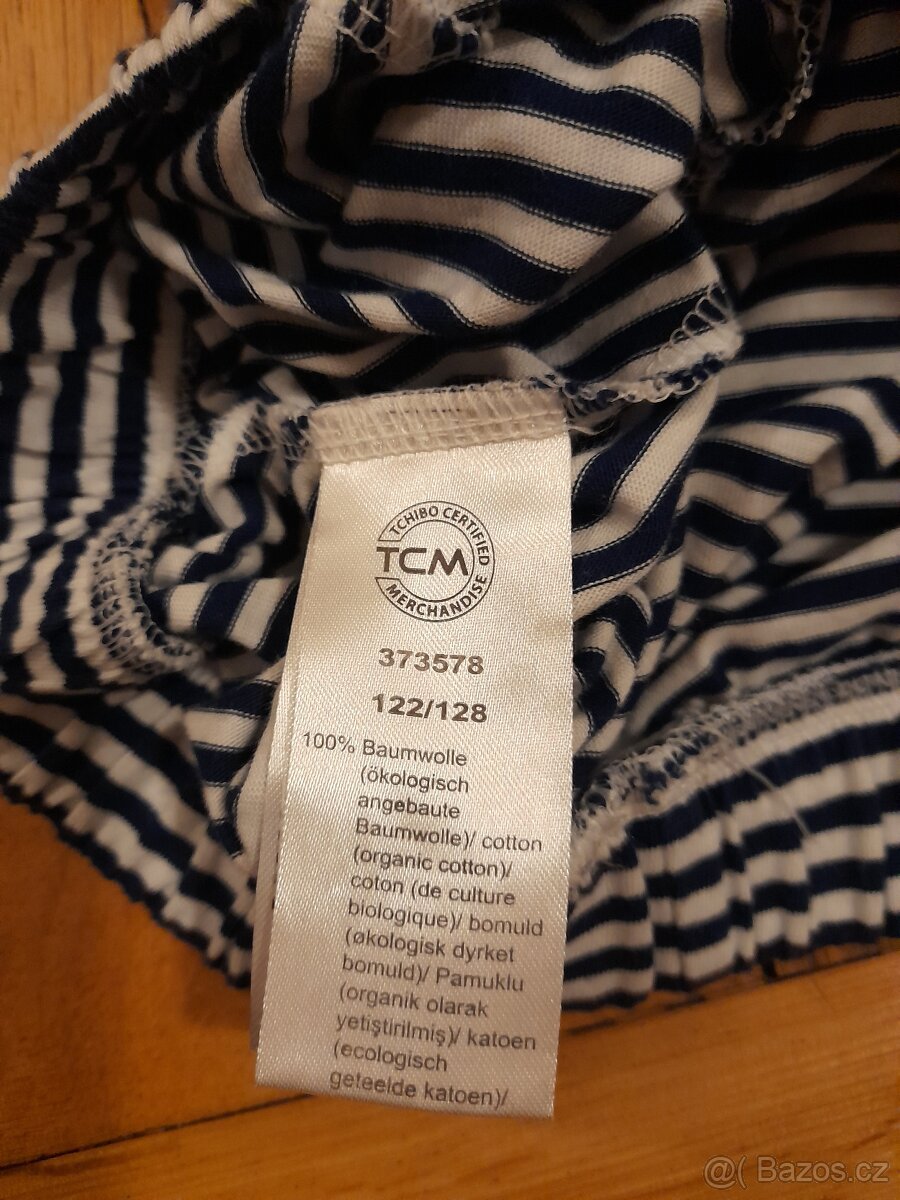 TCHIBO CERTIFIED
TCM
MERCHANDISE
373578
122/128
100% Baumwolle
(ökologisch
angebaute
Baumwolle)/ cotton
(organic cotton)/
coton (de culture
biologique)/ bomuld
(økologisk dyrket
bomuld)/ Pamuklu
(organik olarak
yetiştirilmiş)/ katoen
(ecologisch
geteelde katoen)/
@( Bazos.cz